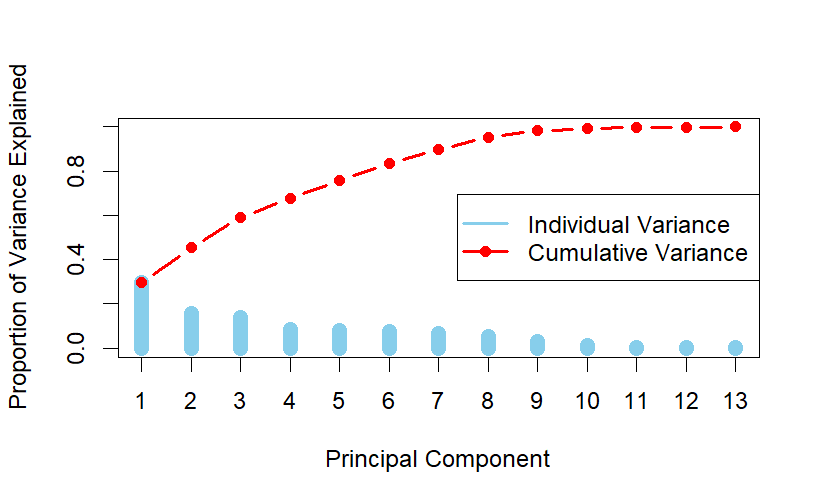 Proportion of Variance Explained
0.8
0.4
0.0
Individual Variance
Cumulative Variance
1 2 3 4 5 6 7 8 9 10 11 12 13
Principal Component